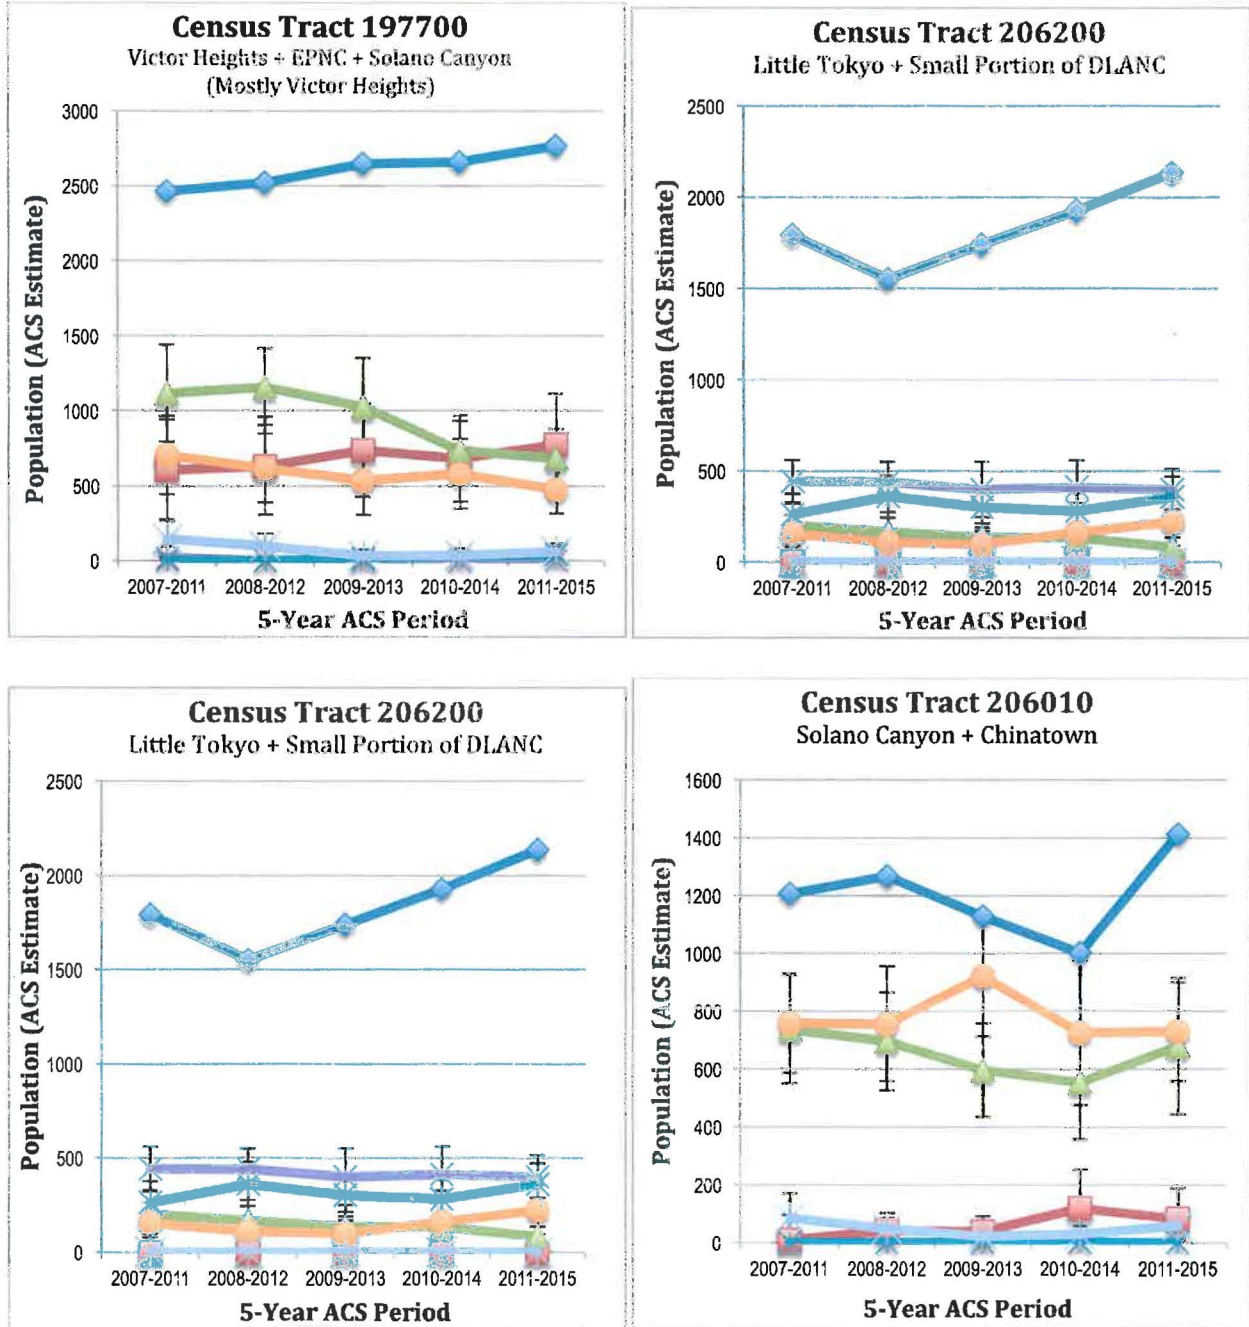 Census Tract 197700
Victor Heights + EPNC + Solano Canyon
(Mostly Victor Heights)
Population (ACS Estimate)
3000
2500
2000
1500
1000
500
0
2007-2011 2008-2012 2009-2013 2010-2014 2011-2015
5-Year ACS Period
Census Tract 206200
Little Tokyo + Small Portion of DLANC
Population (ACS Estimate)
2500
2000
1500
1000
500
0
2007-2011 2008-2012 2009-2013 2010-2014 2011-2015
5-Year ACS Period
Census Tract 206200
Little Tokyo + Small Portion of DLANC
Population (ACS Estimate)
2500
2000
1500
1000
500
0
2007-2011 2008-2012 2009-2013 2010-2014 2011-2015
5-Year ACS Period
Census Tract 206010
Solano Canyon + Chinatown
Population (ACS Estimate)
1600
1400
1200
1000
800
600
400
200
0
2007-2011 2008-2012 2009-2013 2010-2014 2011-2015
5-Year ACS Period